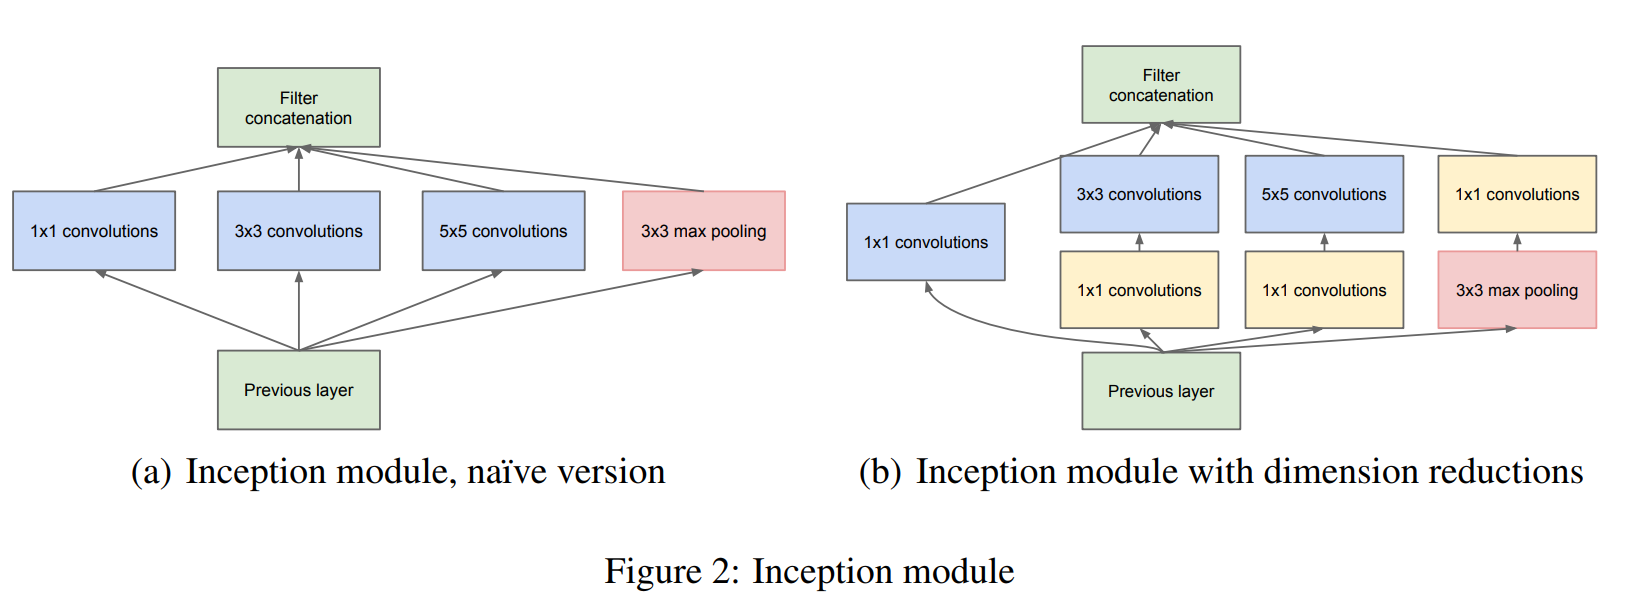 Filter
concatenation
1x1 convolutions
3x3 convolutions
5x5 convolutions
3x3 max pooling
Previous layer
(a) Inception module, naïve version
Filter
concatenation
3x3 convolutions
5x5 convolutions
1x1 convolutions
1x1 convolutions
1x1 convolutions
1x1 convolutions
3x3 max pooling
Previous layer
(b) Inception module with dimension reductions
Figure 2: Inception module